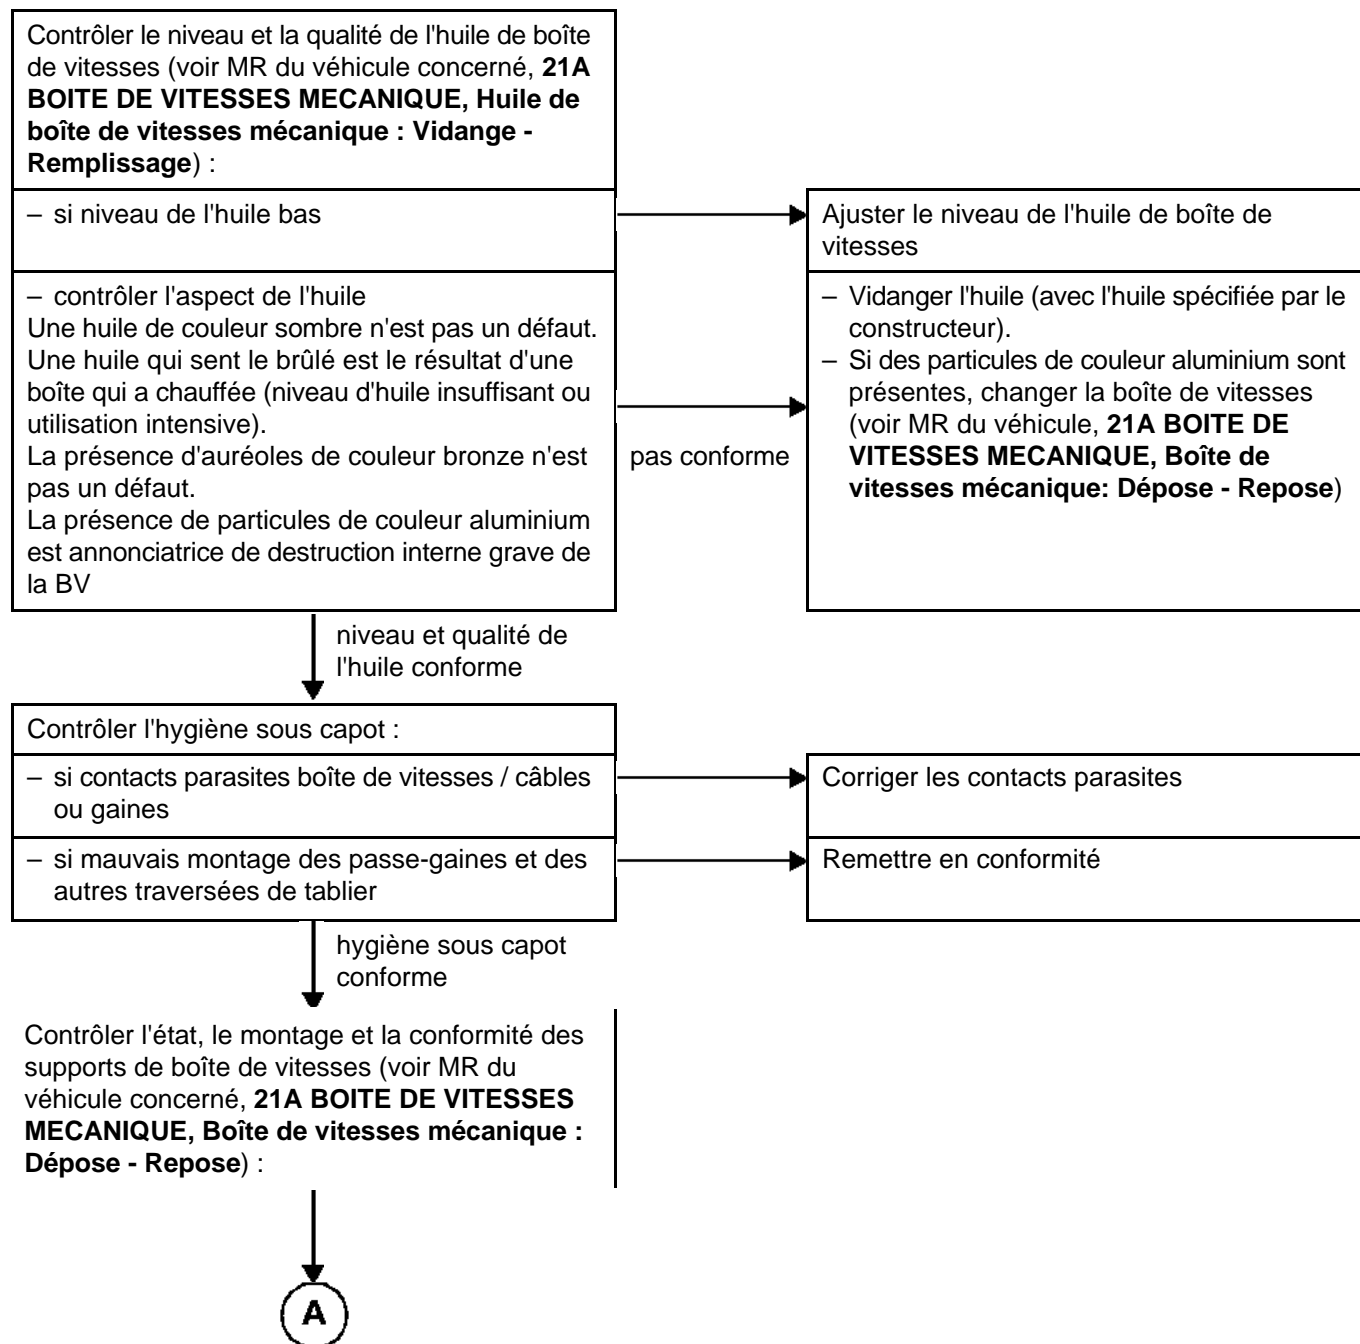 Contrôler le niveau et la qualité de l'huile de boîte
de vitesses (voir MR du véhicule concerné, 21A
BOITE DE VITESSES MECANIQUE, Huile de
boîte de vitesses mécanique : Vidange -
Remplissage) :
– si niveau de l'huile bas
Ajuster le niveau de l'huile de boîte de
vitesses
– contrôler l'aspect de l'huile
Une huile de couleur sombre n'est pas un défaut.
Une huile qui sent le brûlé est le résultat d'une
boîte qui a chauffée (niveau d'huile insuffisant ou
utilisation intensive).
La présence d'auréoles de couleur bronze n'est
pas un défaut.
La présence de particules de couleur aluminium
est annonciatrice de destruction interne grave de
la BV
pas conforme
– Vidanger l'huile (avec l'huile spécifiée par le
constructeur).
– Si des particules de couleur aluminium sont
présentes, changer la boîte de vitesses
(voir MR du véhicule, 21A BOITE DE
VITESSES MECANIQUE, Boîte de
vitesses mécanique: Dépose - Repose)
niveau et qualité de
l'huile conforme
Contrôler l'hygiène sous capot :
– si contacts parasites boîte de vitesses / câbles
ou gaines
Corriger les contacts parasites
– si mauvais montage des passe-gaines et des
autres traversées de tablier
Remettre en conformité
hygiène sous capot
conforme
Contrôler l'état, le montage et la conformité des
supports de boîte de vitesses (voir MR du
véhicule concerné, 21A BOITE DE VITESSES
MECANIQUE, Boîte de vitesses mécanique :
Dépose - Repose) :
A